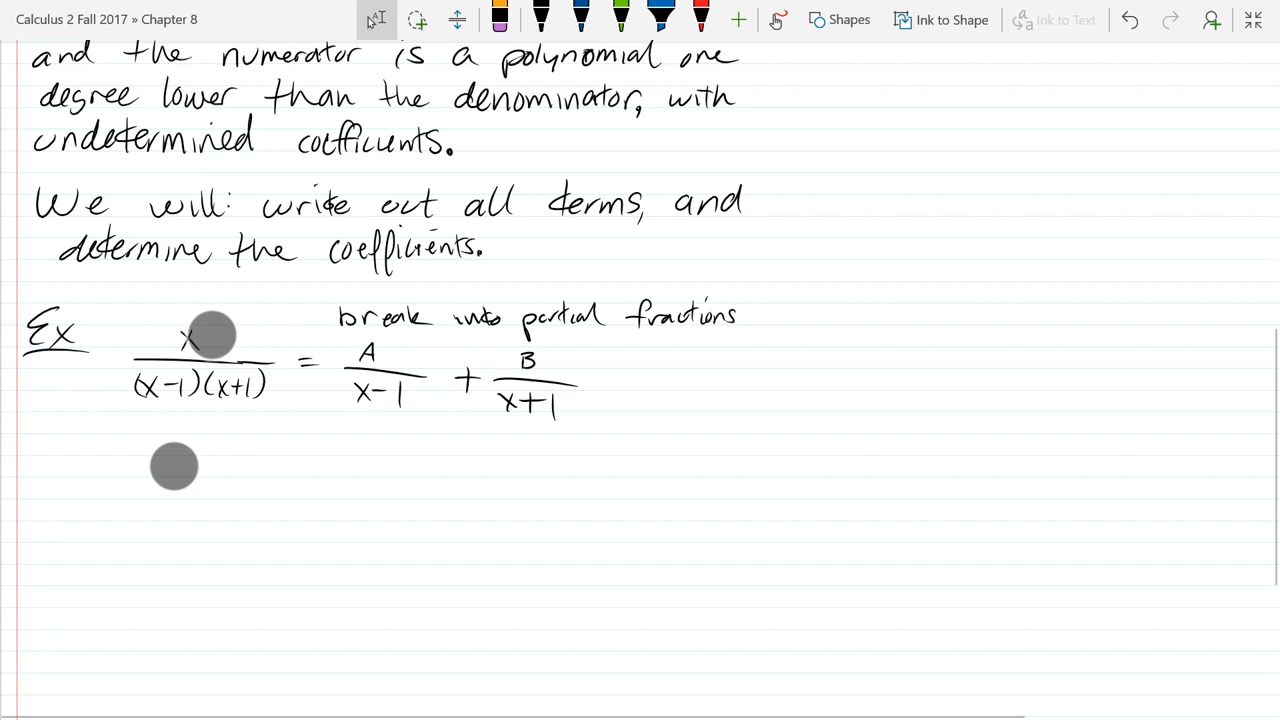 Calculus 2 Fall 2017 » Chapter 8
Shapes
Ink to Shape
Ink to Text
and the numerator is a polynomial one
degree lower than the denominator, with
undetermined coefficients.
We will: write out all terms, and
determine the coefficients.
Ex break into partial fractions
x/((x-1)(x+1)) = A/(x-1) + B/(x+1)